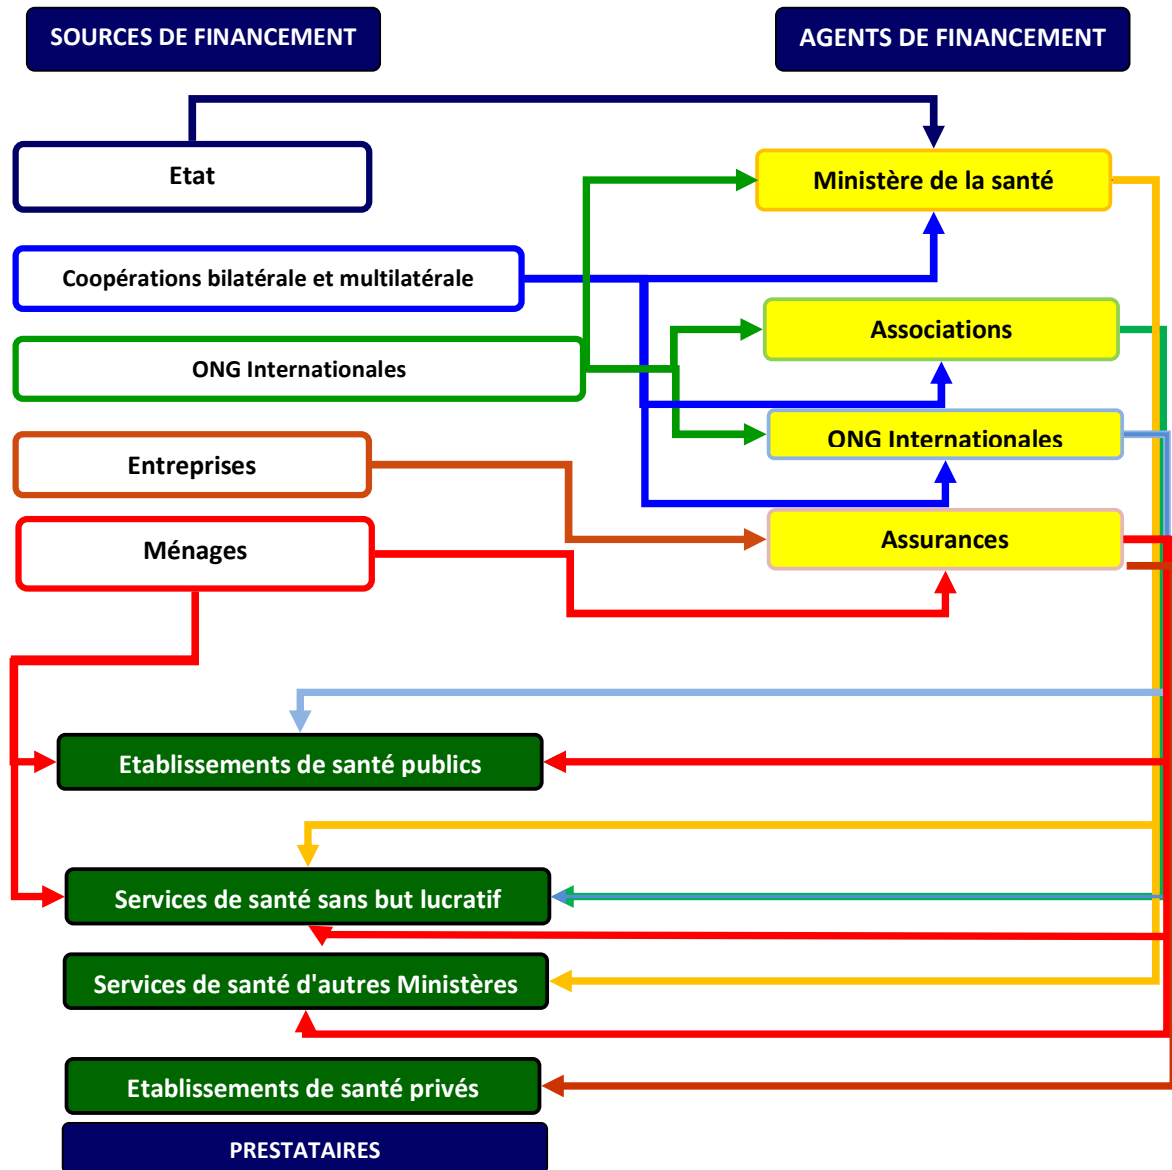 SOURCES DE FINANCEMENT
AGENTS DE FINANCEMENT
Etat
Ministère de la santé
Coopérations bilatérale et multilatérale
Associations
ONG Internationales
ONG Internationales
Entreprises
Assurances
Ménages
Etablissements de santé publics
Services de santé sans but lucratif
Services de santé d'autres Ministères
Etablissements de santé privés
PRESTATAIRES